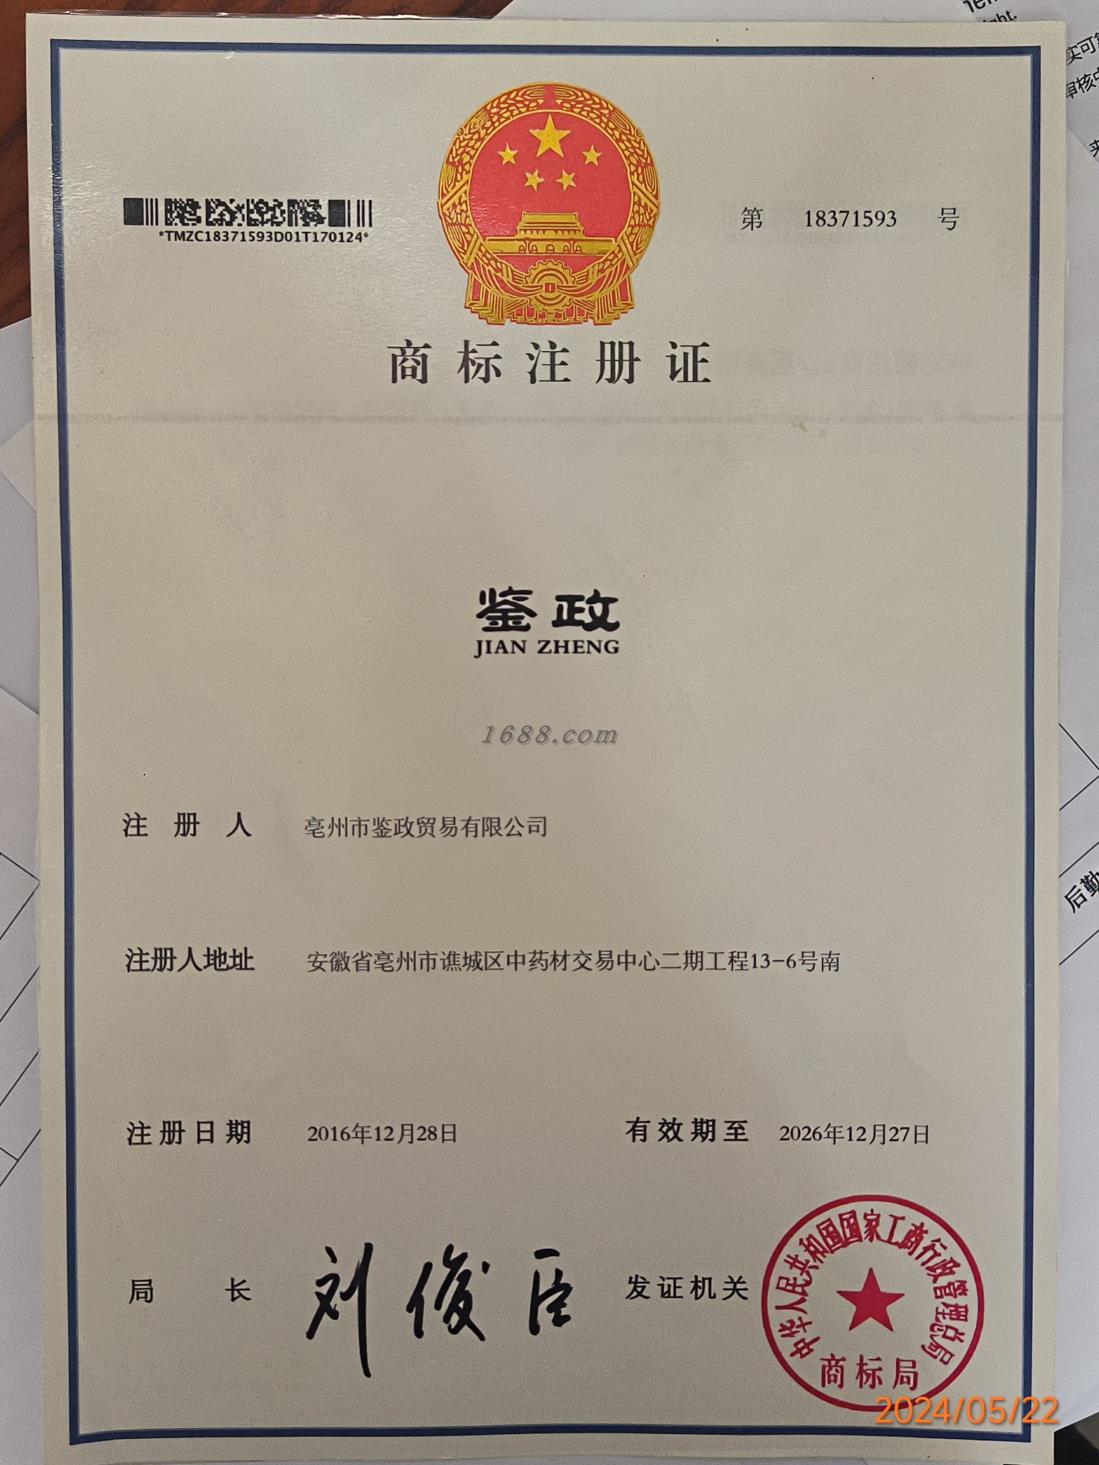 *TMZC18371593D01T170124*
第 18371593 号
商标注册证
鉴政
JIAN ZHENG
1688.com
注册人 亳州市鉴政贸易有限公司
注册人地址 安徽省亳州市谯城区中药材交易中心二期工程13-6号南
注册日期 2016年12月28日 有效期至 2026年12月27日
局长 刘俊臣 发证机关
中华人民共和国国家工商行政管理总局
商标局
2024/05/22
后勤